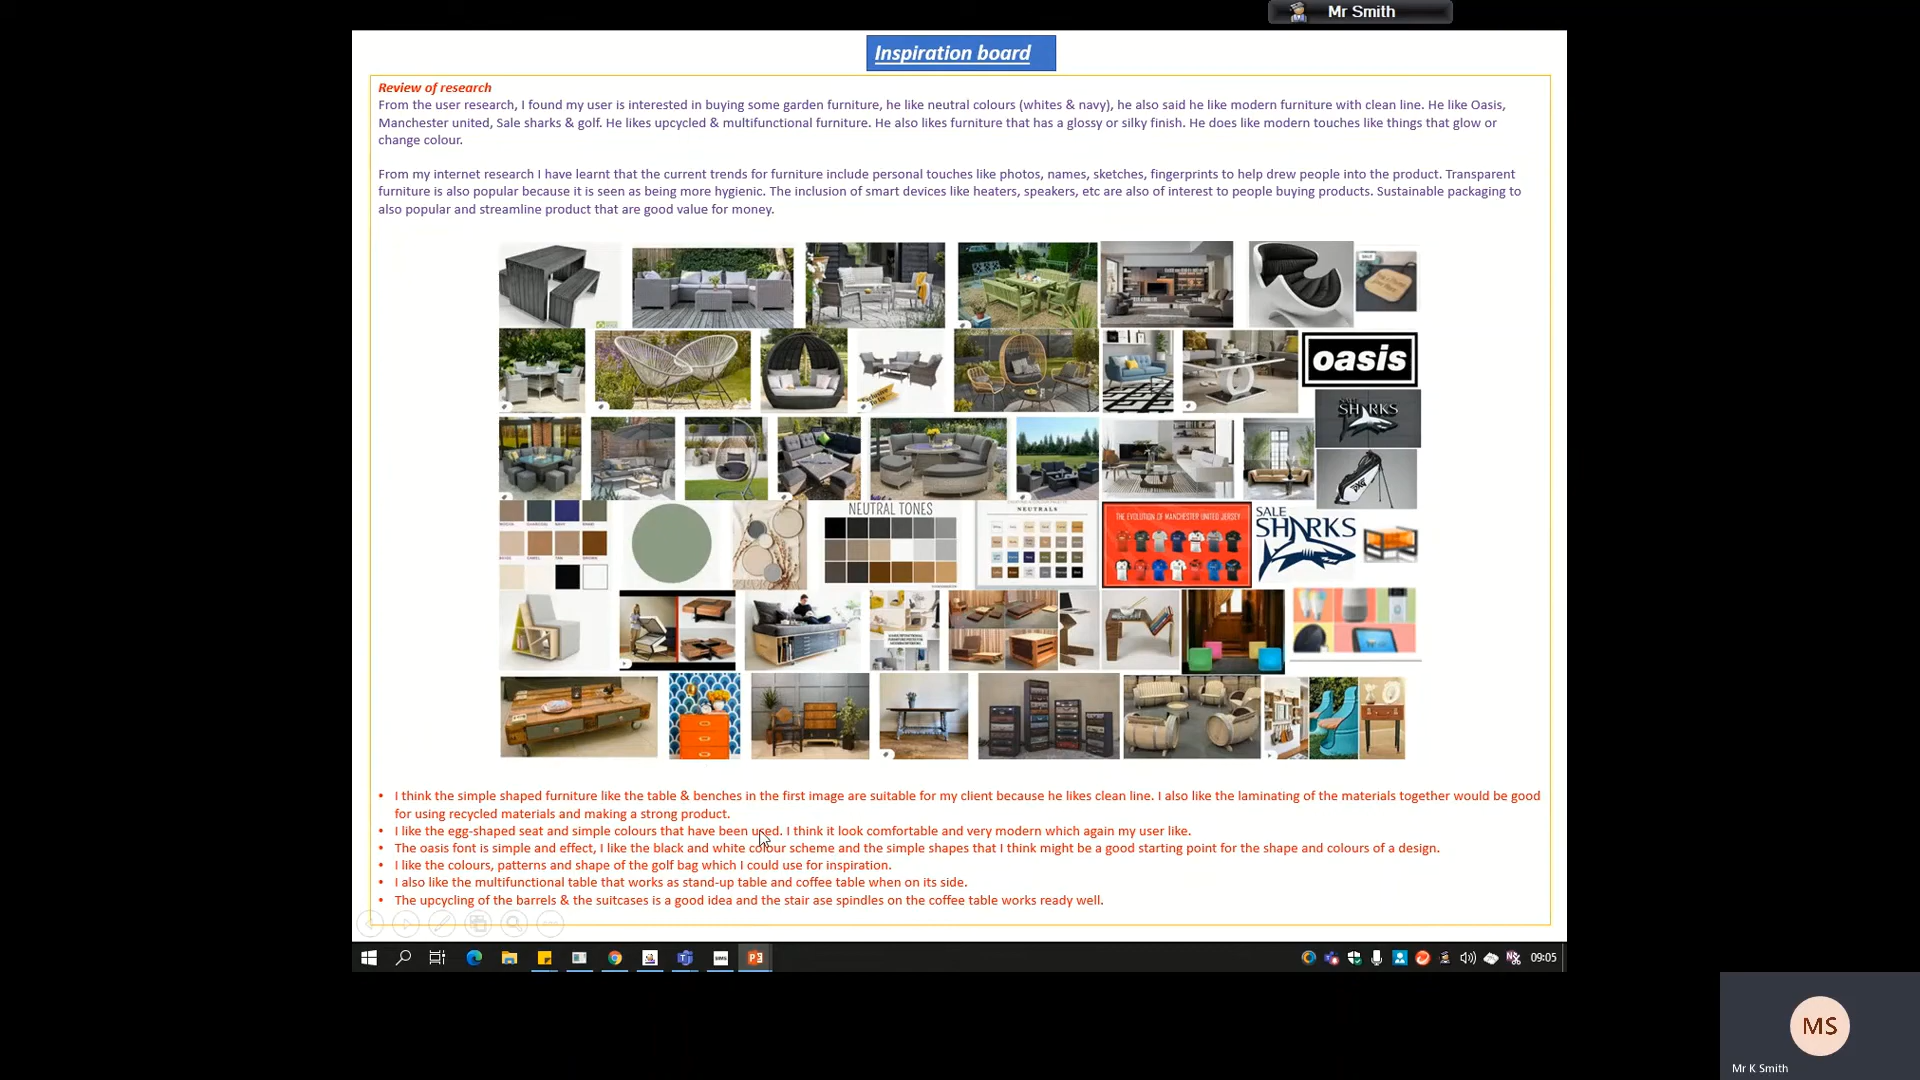 Mr Smith
Inspiration board
Review of research
From the user research, I found my user is interested in buying some garden furniture, he like neutral colours (whites & navy), he also said he like modern furniture with clean line. He like Oasis,
Manchester united, Sale sharks & golf. He likes upcycled & multifunctional furniture. He also likes furniture that has a glossy or silky finish. He does like modern touches like things that glow or
change colour.
From my internet research I have learnt that the current trends for furniture include personal touches like photos, names, sketches, fingerprints to help drew people into the product. Transparent
furniture is also popular because it is seen as being more hygienic. The inclusion of smart devices like heaters, speakers, etc are also of interest to people buying products. Sustainable packaging to
also popular and streamline product that are good value for money.
oasis
SALE
SHARKS
NEUTRAL TONES
NEUTRALS
THE EVOLUTION OF MANCHESTER UNITED JERSEY
SALE
SHARKS
• I think the simple shaped furniture like the table & benches in the first image are suitable for my client because he likes clean line. I also like the laminating of the materials together would be good
for using recycled materials and making a strong product.
• I like the egg-shaped seat and simple colours that have been used. I think it look comfortable and very modern which again my user like.
• The oasis font is simple and effect, I like the black and white colour scheme and the simple shapes that I think might be a good starting point for the shape and colours of a design.
• I like the colours, patterns and shape of the golf bag which I could use for inspiration.
• I also like the multifunctional table that works as stand-up table and coffee table when on its side.
• The upcycling of the barrels & the suitcases is a good idea and the stair ase spindles on the coffee table works ready well.
SIMS
09:05
MS
Mr K Smith